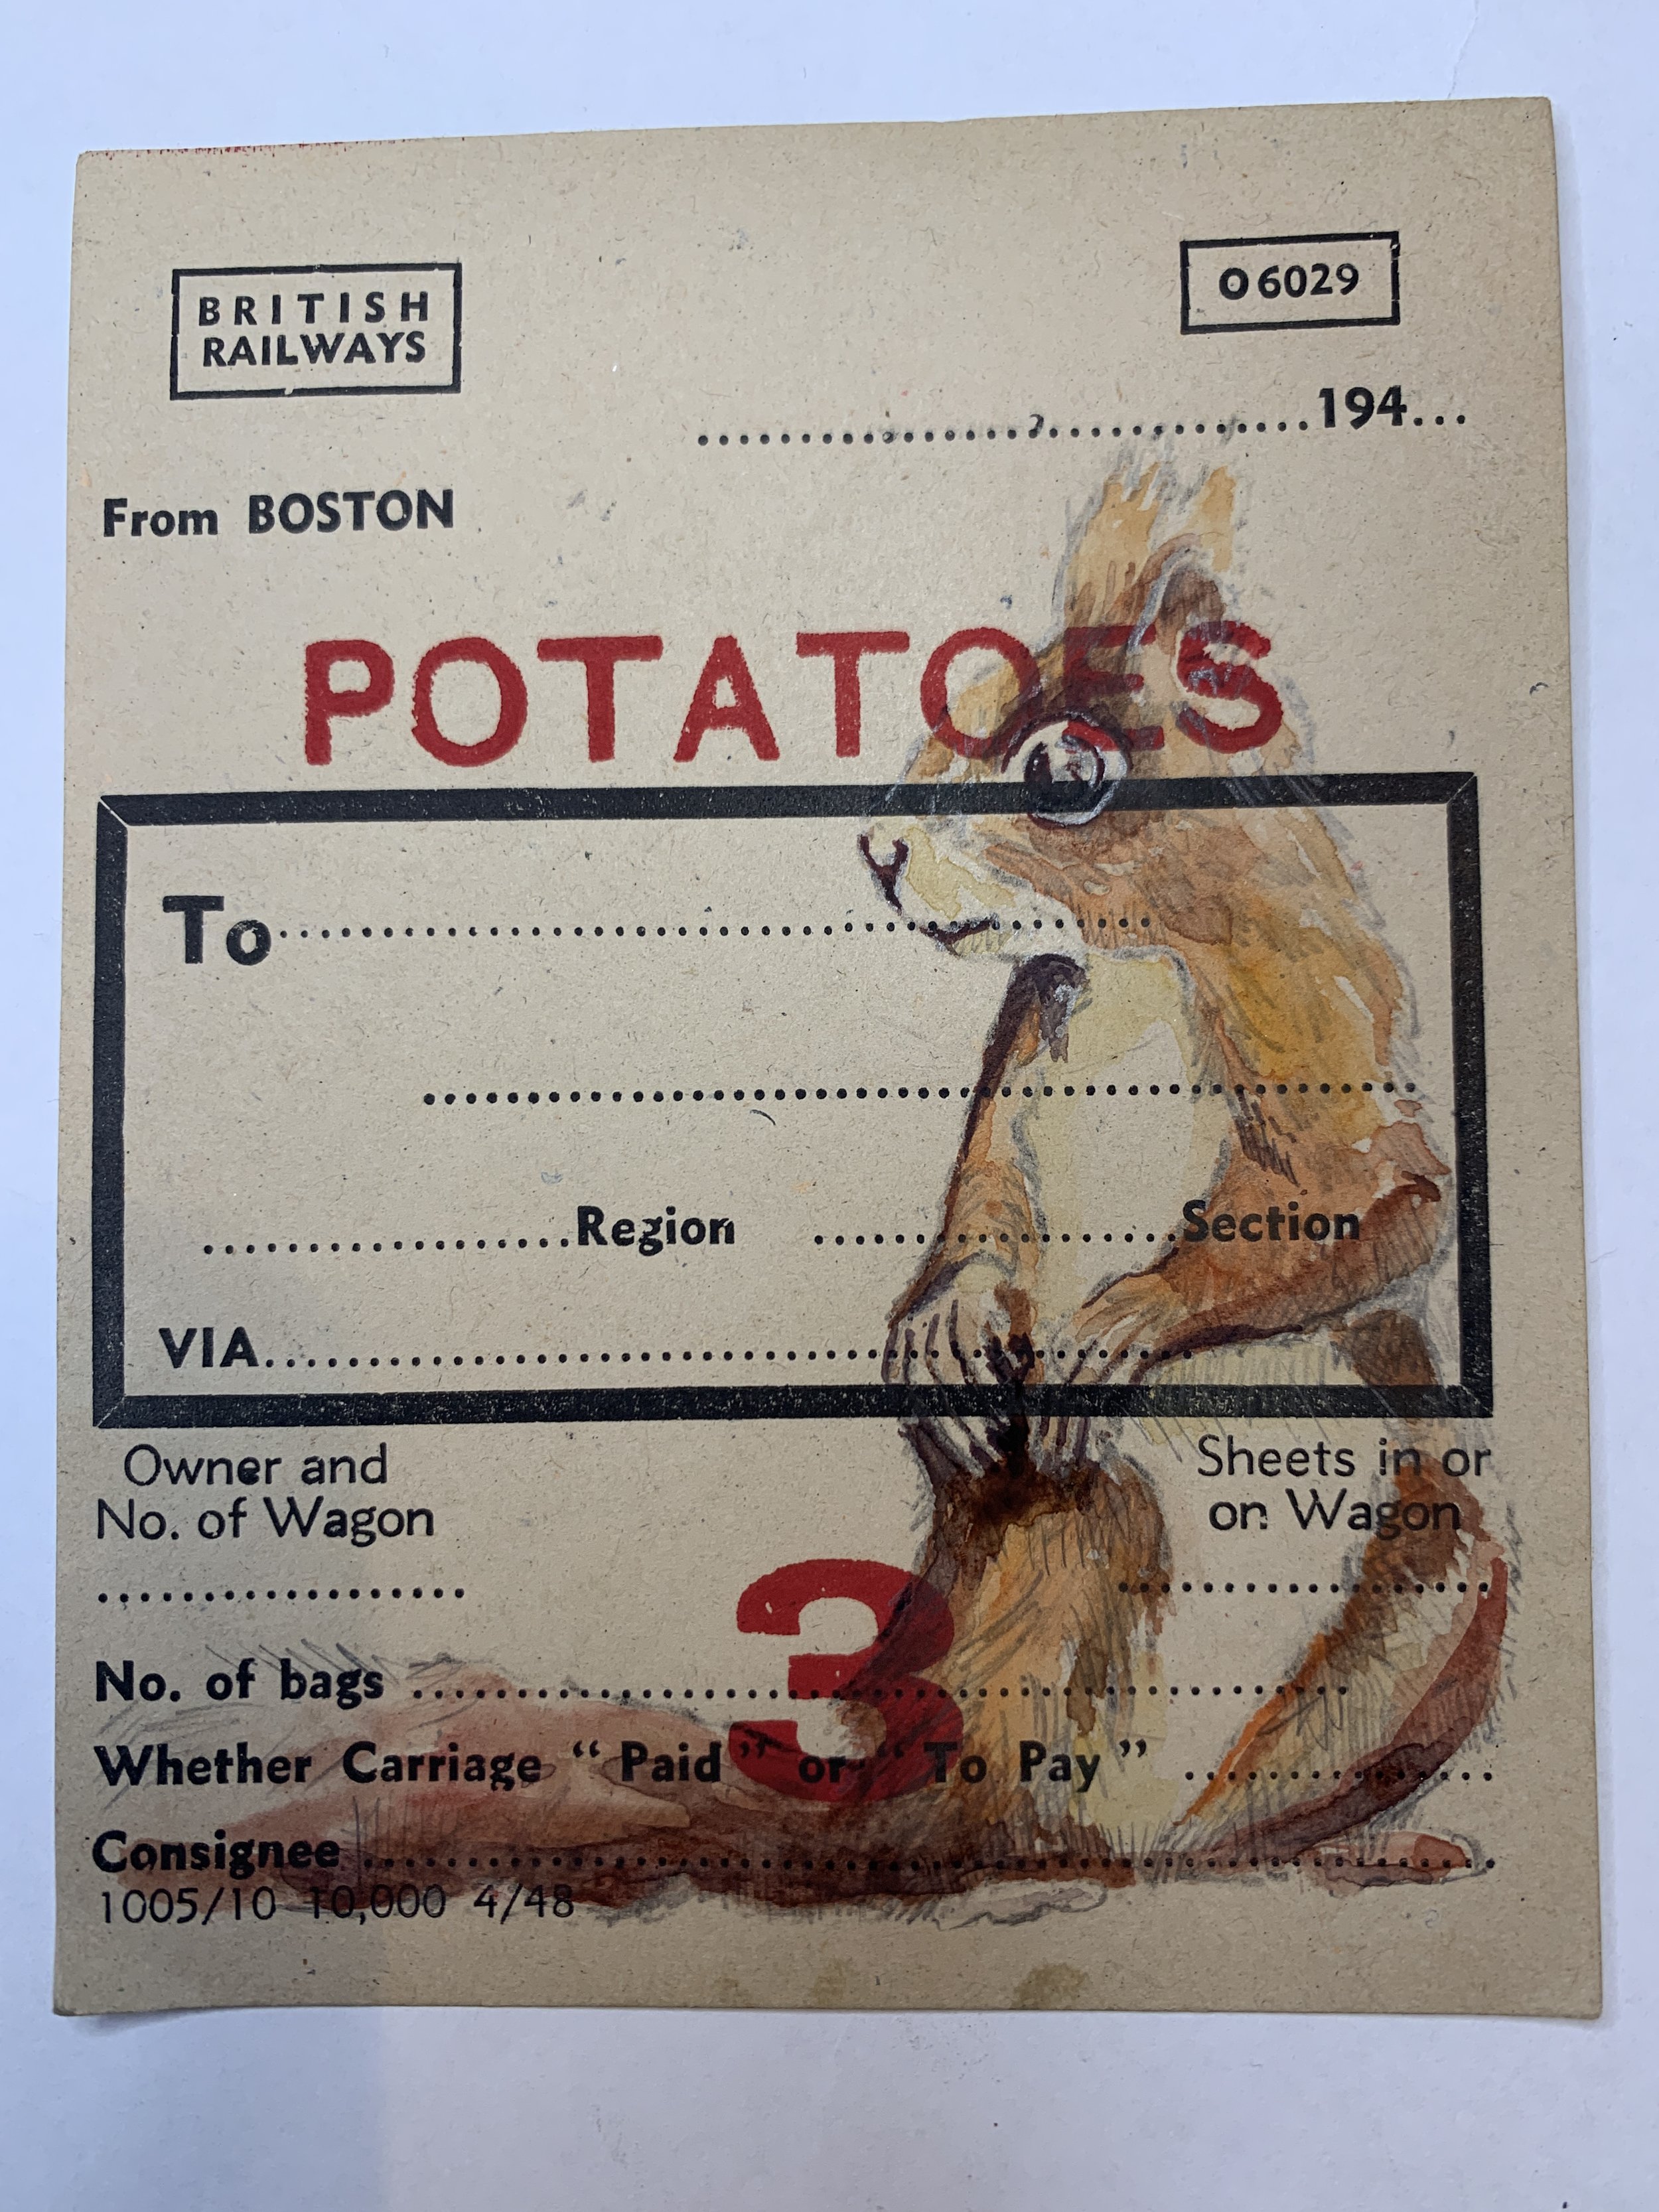 BRITISH
RAILWAYS
O 6029
..............................194...
From BOSTON
POTATOES
To..........................................
................................................
..................Region ..................Section
VIA.............................................
Owner and
No. of Wagon
Sheets in or
on Wagon
..................
..................
3
No. of bags .............................................
Whether Carriage “ Paid ” or “ To Pay ” ...............
Consignee ......................................................
1005/10 10,000 4/48